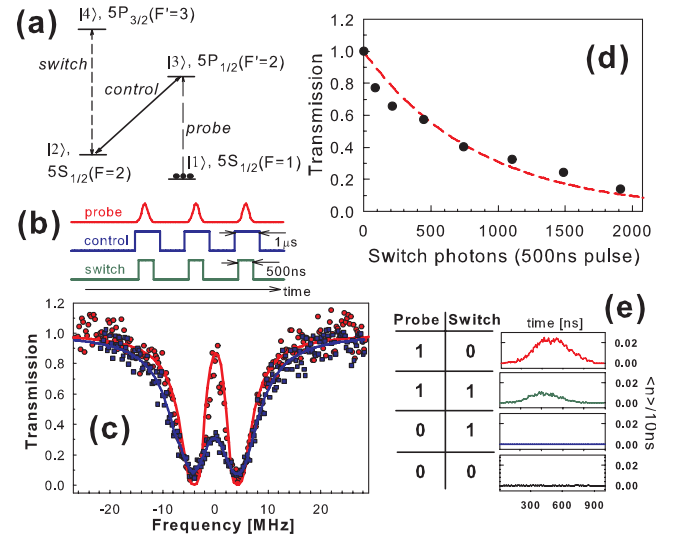 (a)
|4⟩, 5P3/2(F'=3)
switch
|3⟩, 5P1/2(F'=2)
control
probe
|2⟩,
5S1/2(F=2)
|1⟩, 5S1/2(F=1)
(b)
probe
control
1μs
switch
500ns
time
(c)
Transmission
1.2
1.0
0.8
0.6
0.4
0.2
0.0
-20 -10 0 10 20
Frequency [MHz]
(d)
Transmission
1.2
1.0
0.8
0.6
0.4
0.2
0.0
0 500 1000 1500 2000
Switch photons (500ns pulse)
(e)
Probe Switch time [ns]
1 0
1 1
0 1
0 0
0.02
0.00
0.02
0.00
0.02
0.00
0.02
0.00
300 600 900
<n>/10ns